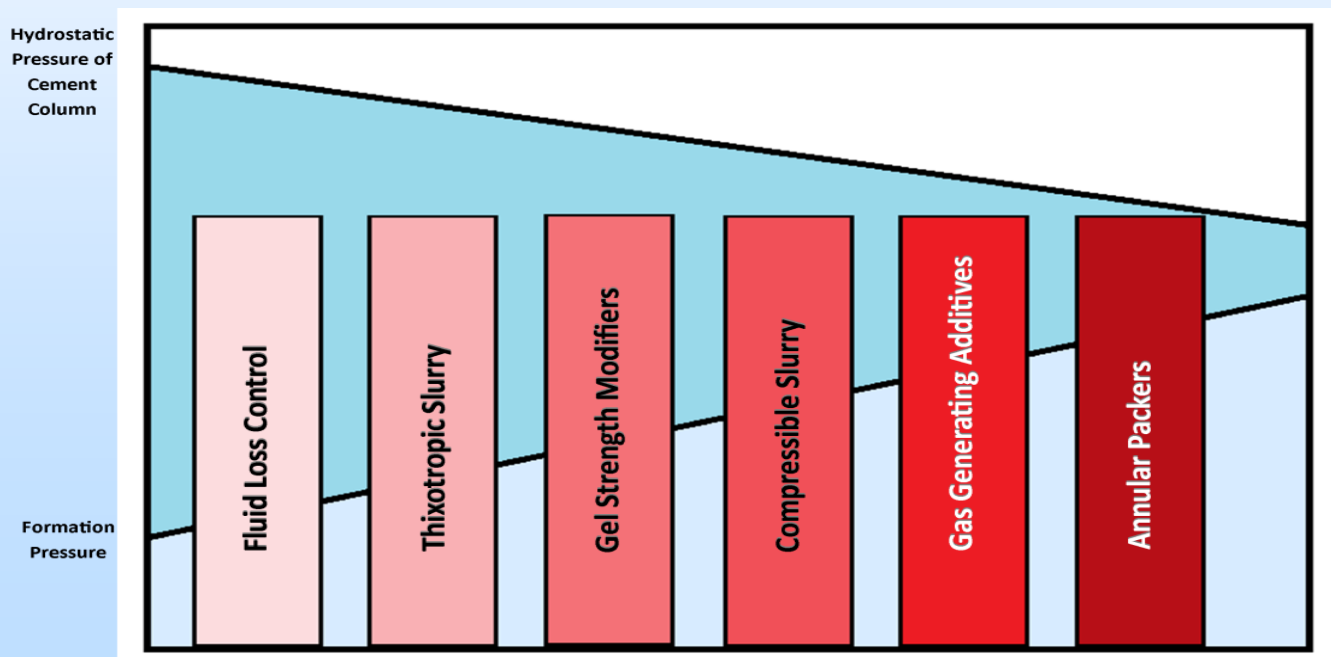 Hydrostatic
Pressure of
Cement
Column
Formation
Pressure
Fluid Loss Control
Thixotropic Slurry
Gel Strength Modifiers
Compressible Slurry
Gas Generating Additives
Annular Packers